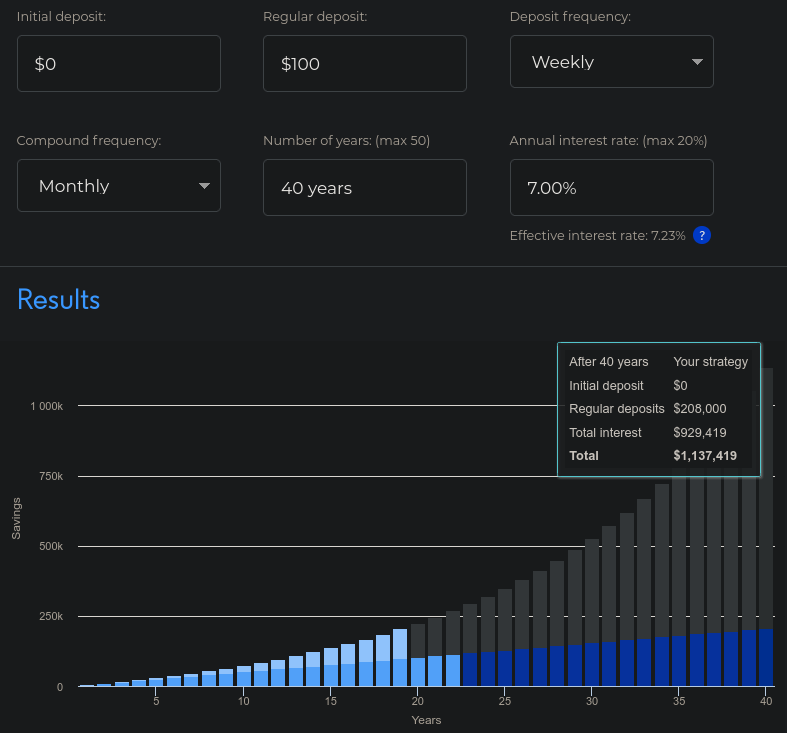 Initial deposit: Regular deposit: Deposit frequency:
$0 $100 Weekly
Compound frequency: Number of years: (max 50) Annual interest rate: (max 20%)
Monthly 40 years 7.00%
Effective interest rate: 7.23% ?
Results
After 40 years Your strategy
Initial deposit $0
Regular deposits $208,000
Total interest $929,419
Total $1,137,419
1 000k
750k
500k
250k
0
Savings
5 10 15 20 25 30 35 40
Years